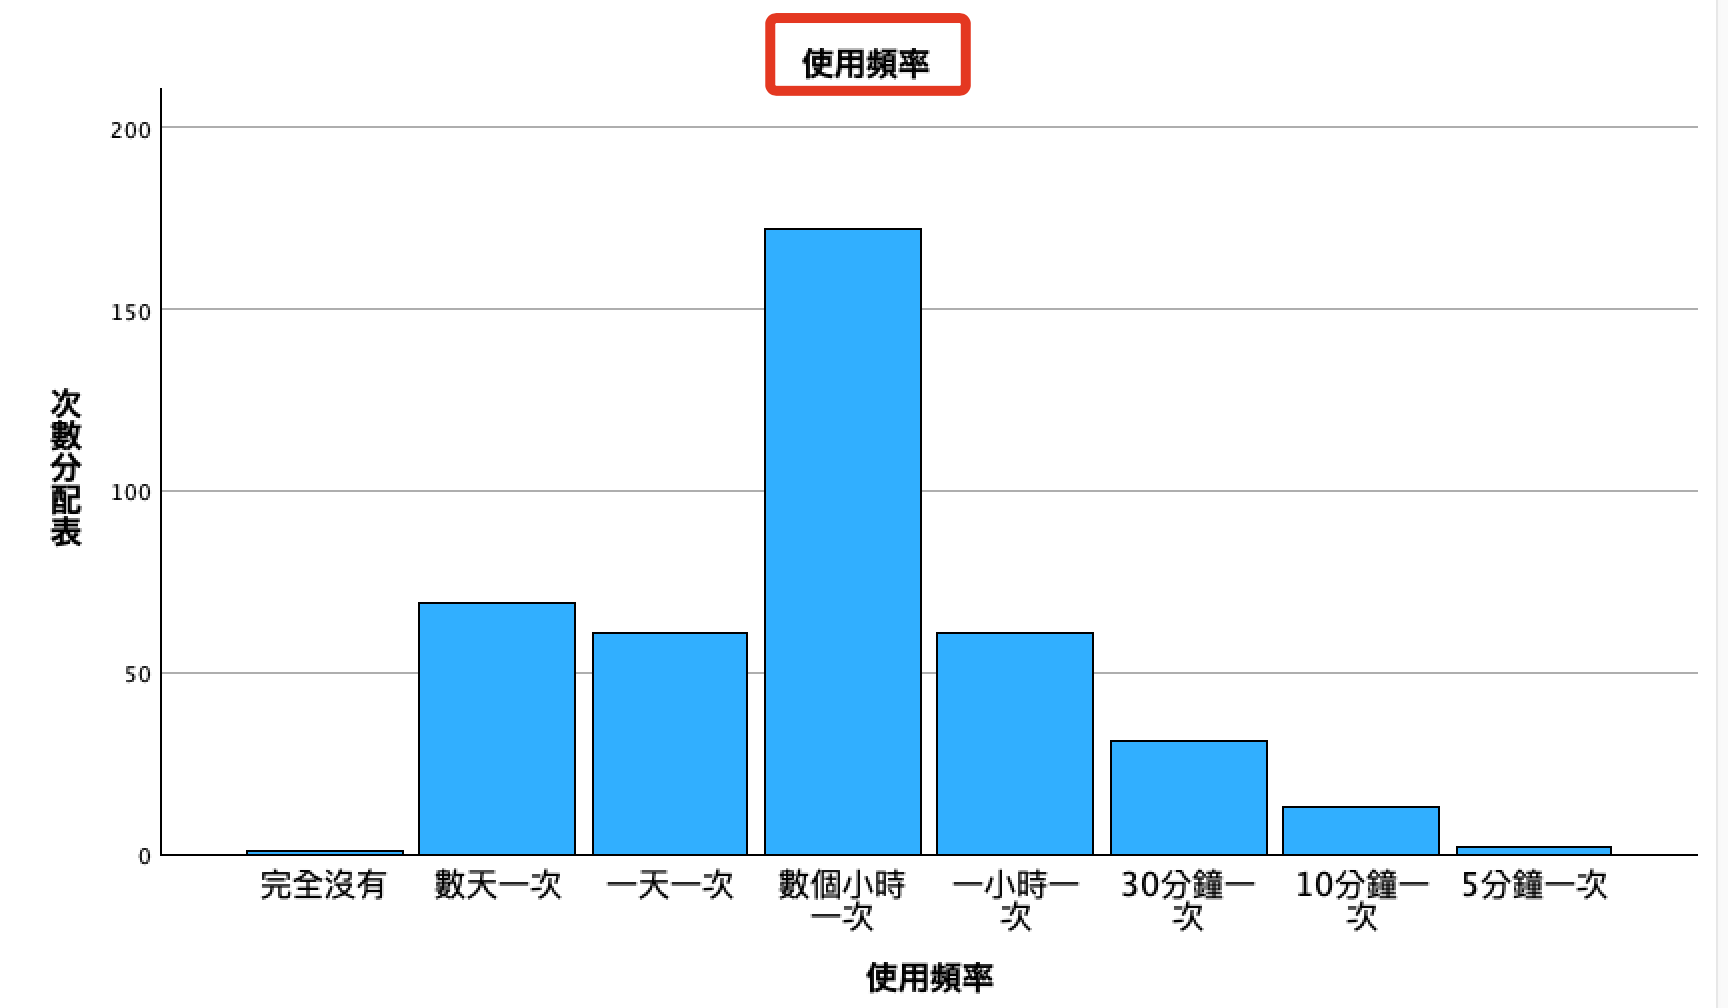 使用頻率
200
150
100
50
0
次數分配表
完全沒有
數天一次
一天一次
數個小時
一次
一小時一
次
30分鐘一
次
10分鐘一
次
5分鐘一次
使用頻率